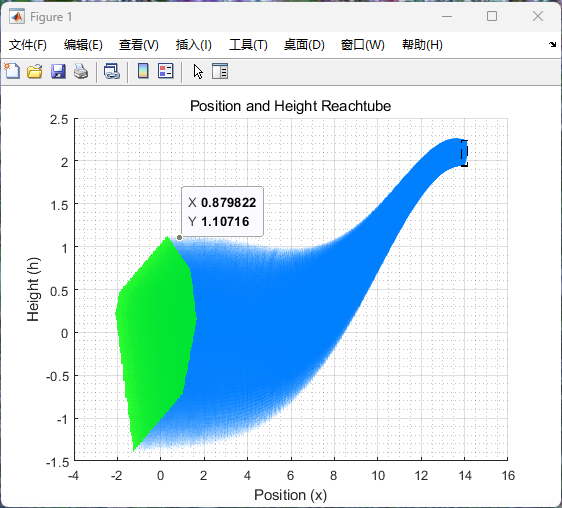 Figure 1
文件(F) 编辑(E) 查看(V) 插入(I) 工具(T) 桌面(D) 窗口(W) 帮助(H)
Position and Height Reachtube
2.5
2
1.5
1
0.5
0
-0.5
-1
-1.5
Height (h)
X 0.879822
Y 1.10716
-4 -2 0 2 4 6 8 10 12 14 16
Position (x)